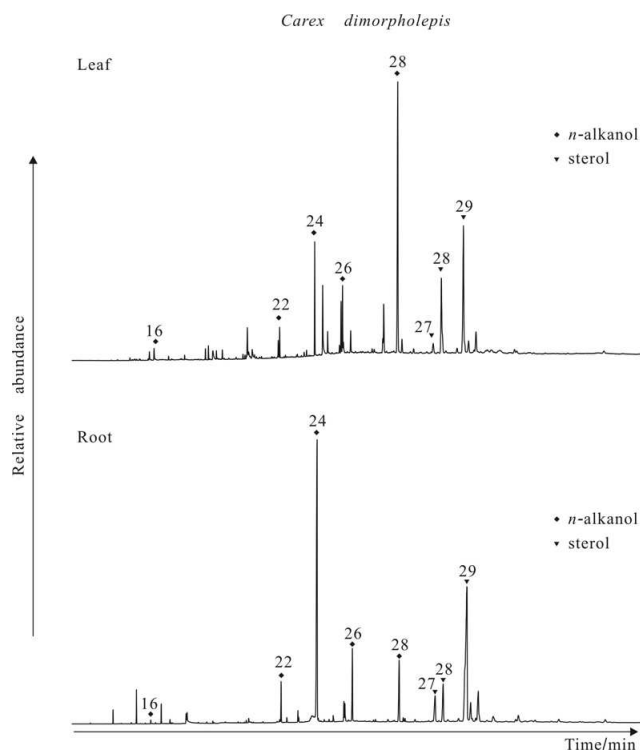 Carex dimorpholepis
Leaf
28
n-alkanol
sterol
29
24
28
26
22
27
16
Relative abundance
Root
24
n-alkanol
sterol
29
26
28
28
22
27
16
Time/min